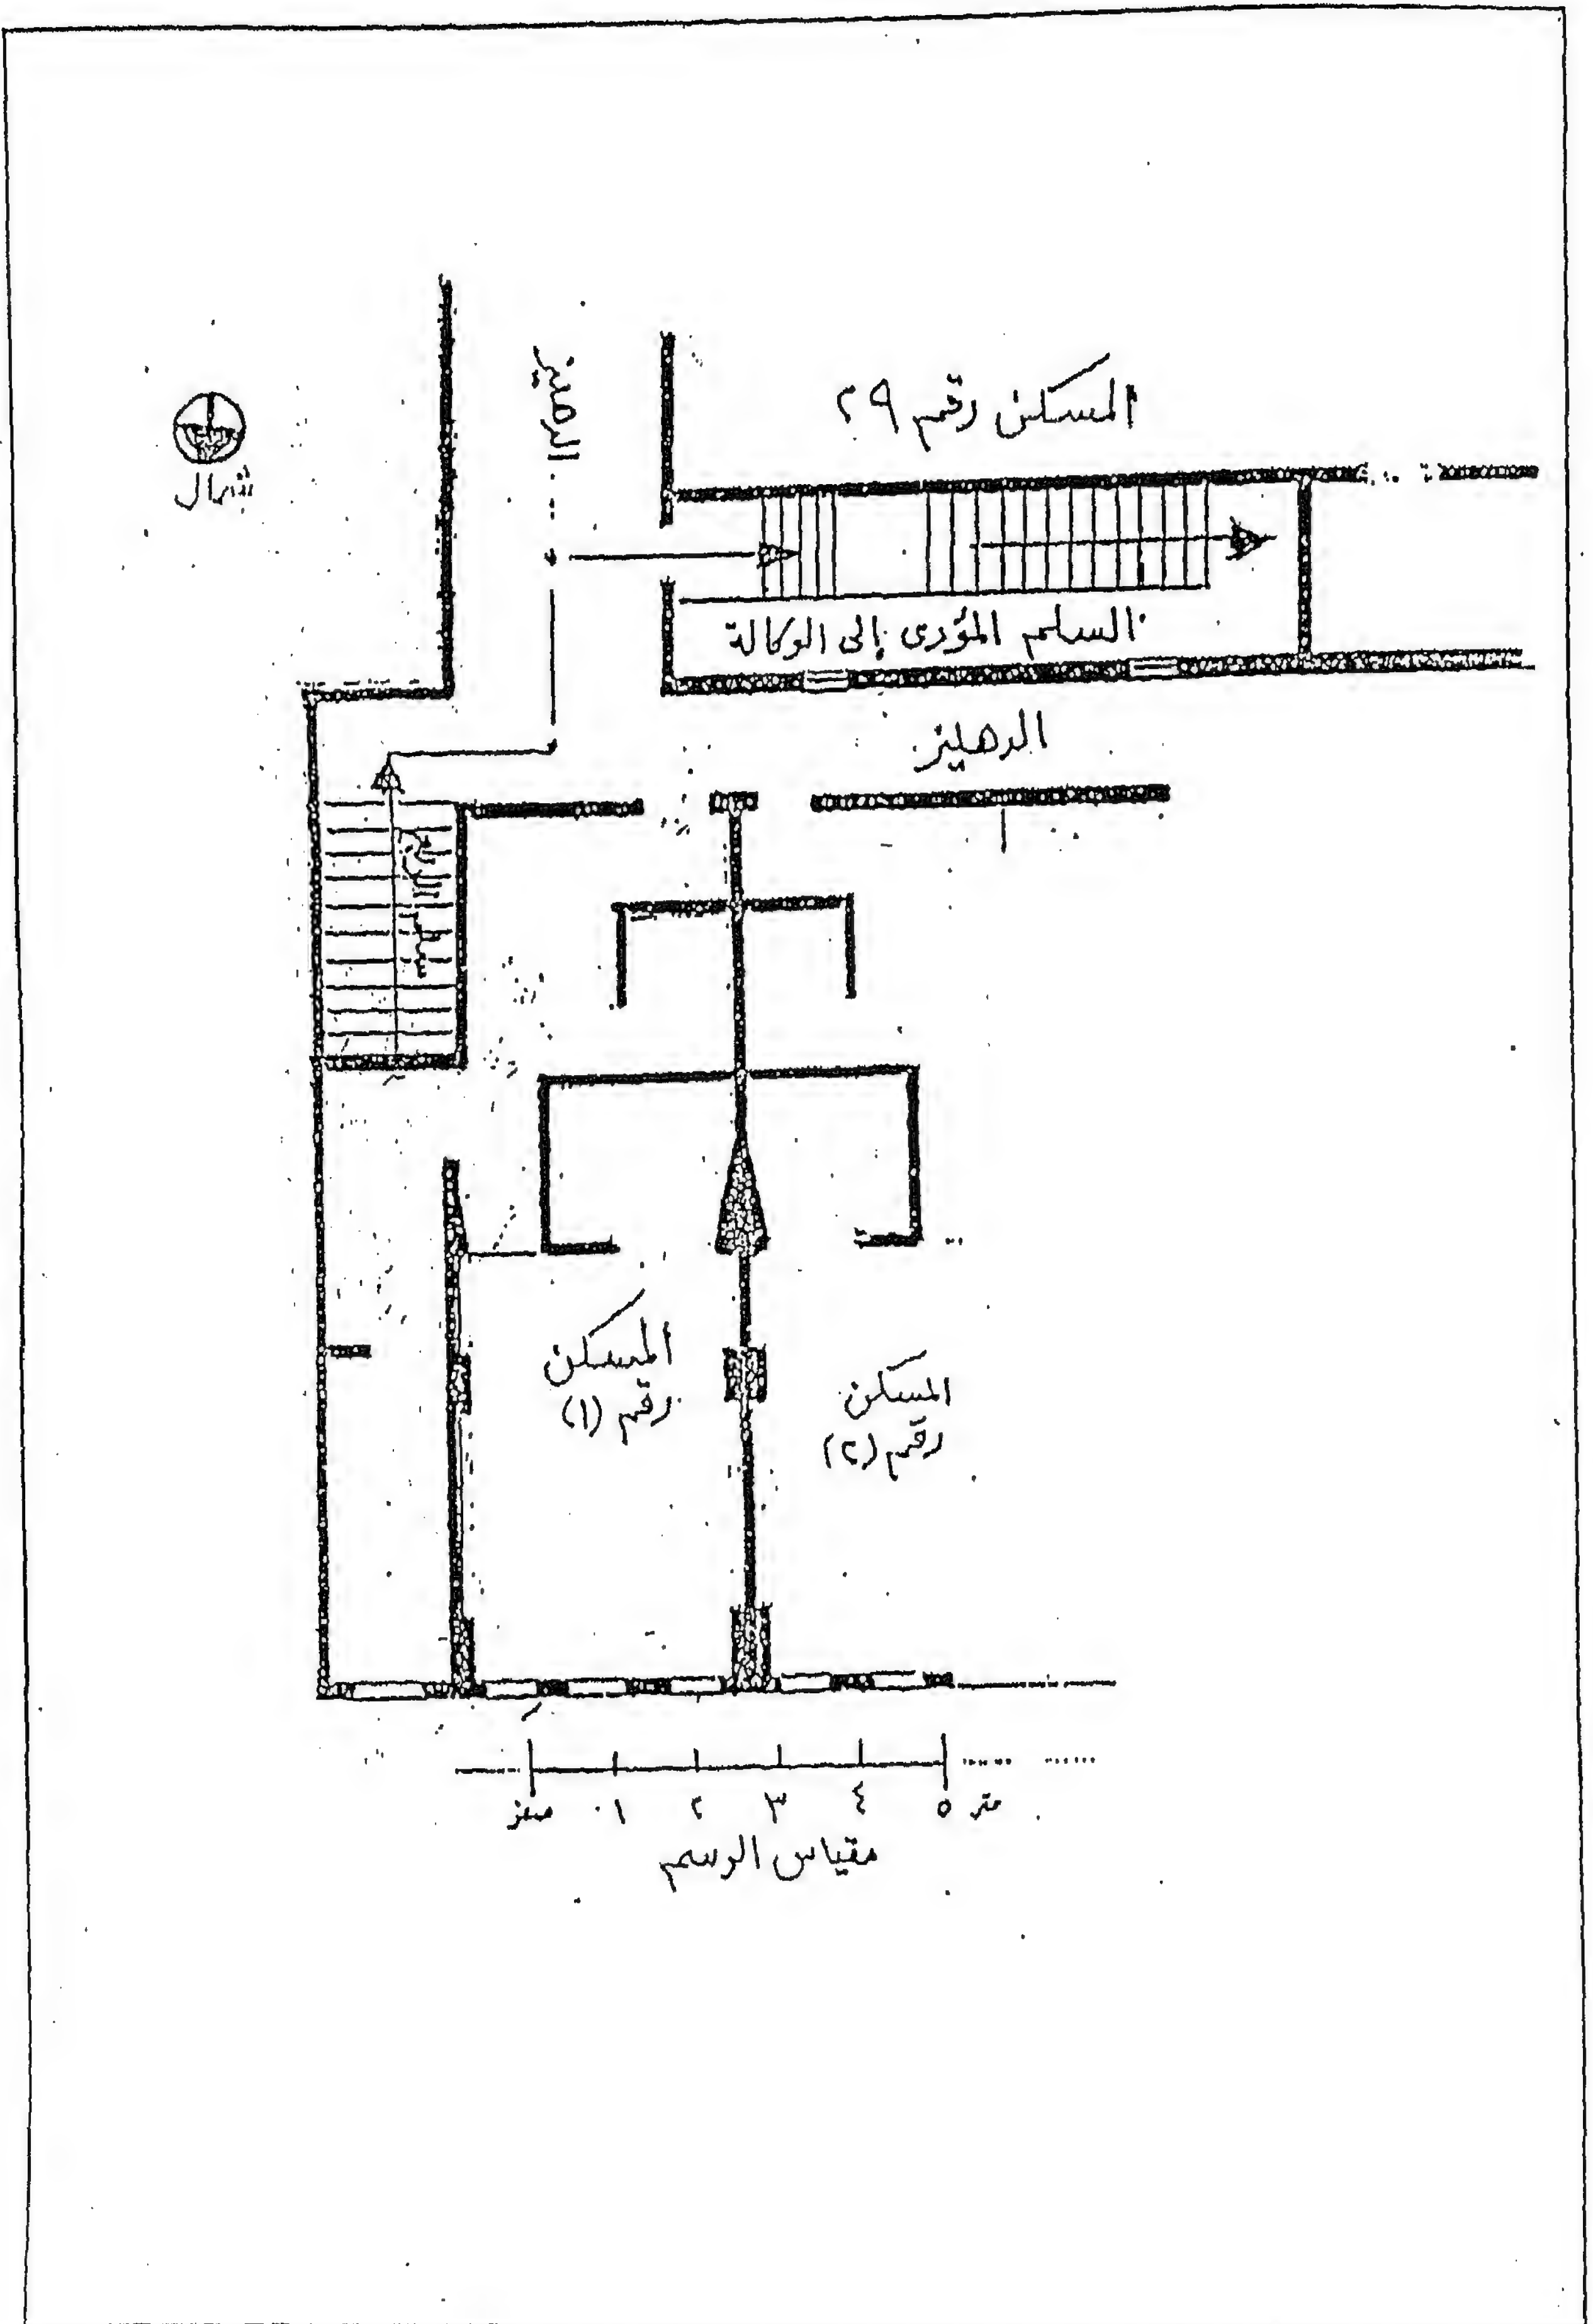 الدهليز
المسكن رقم ٢٩
شمال
السلم المؤدى إلى الوكالة
الدهليز
المسكن
رقم (١)
المسكن
رقم (٢)
صفر ١ ٢ ٣ ٤ ٥ متر
مقياس الرسم